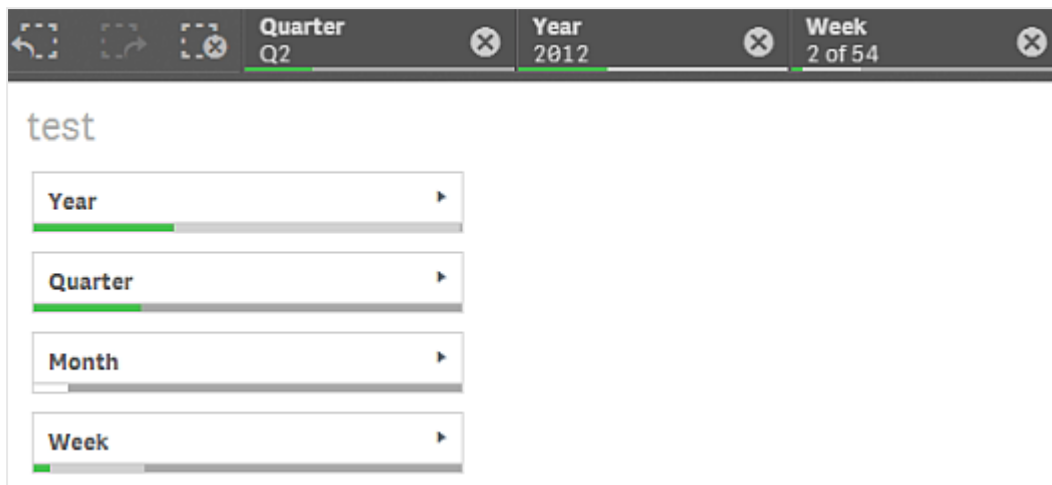 Quarter
Q2
Year
2012
Week
2 of 54
test
Year
Quarter
Month
Week